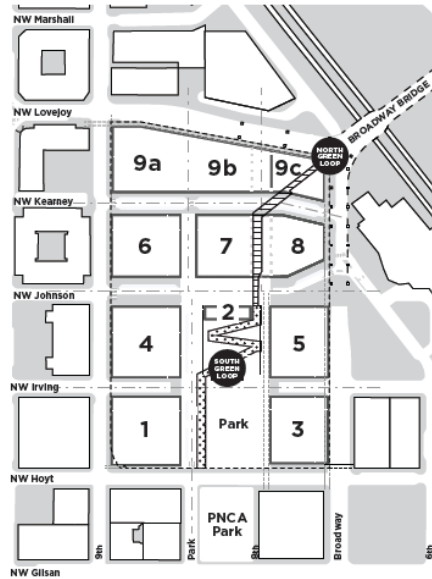 NW Marshall
BROADWAY BRIDGE
NW Lovejoy
NORTH
GREEN
LOOP
9a
9b
9c
NW Kearney
6
7
8
NW Johnson
2
4
5
SOUTH
GREEN
LOOP
NW Irving
1
Park
3
NW Hoyt
PNCA
Park
9th
Park
8th
Broadway
6th
NW Gilsan